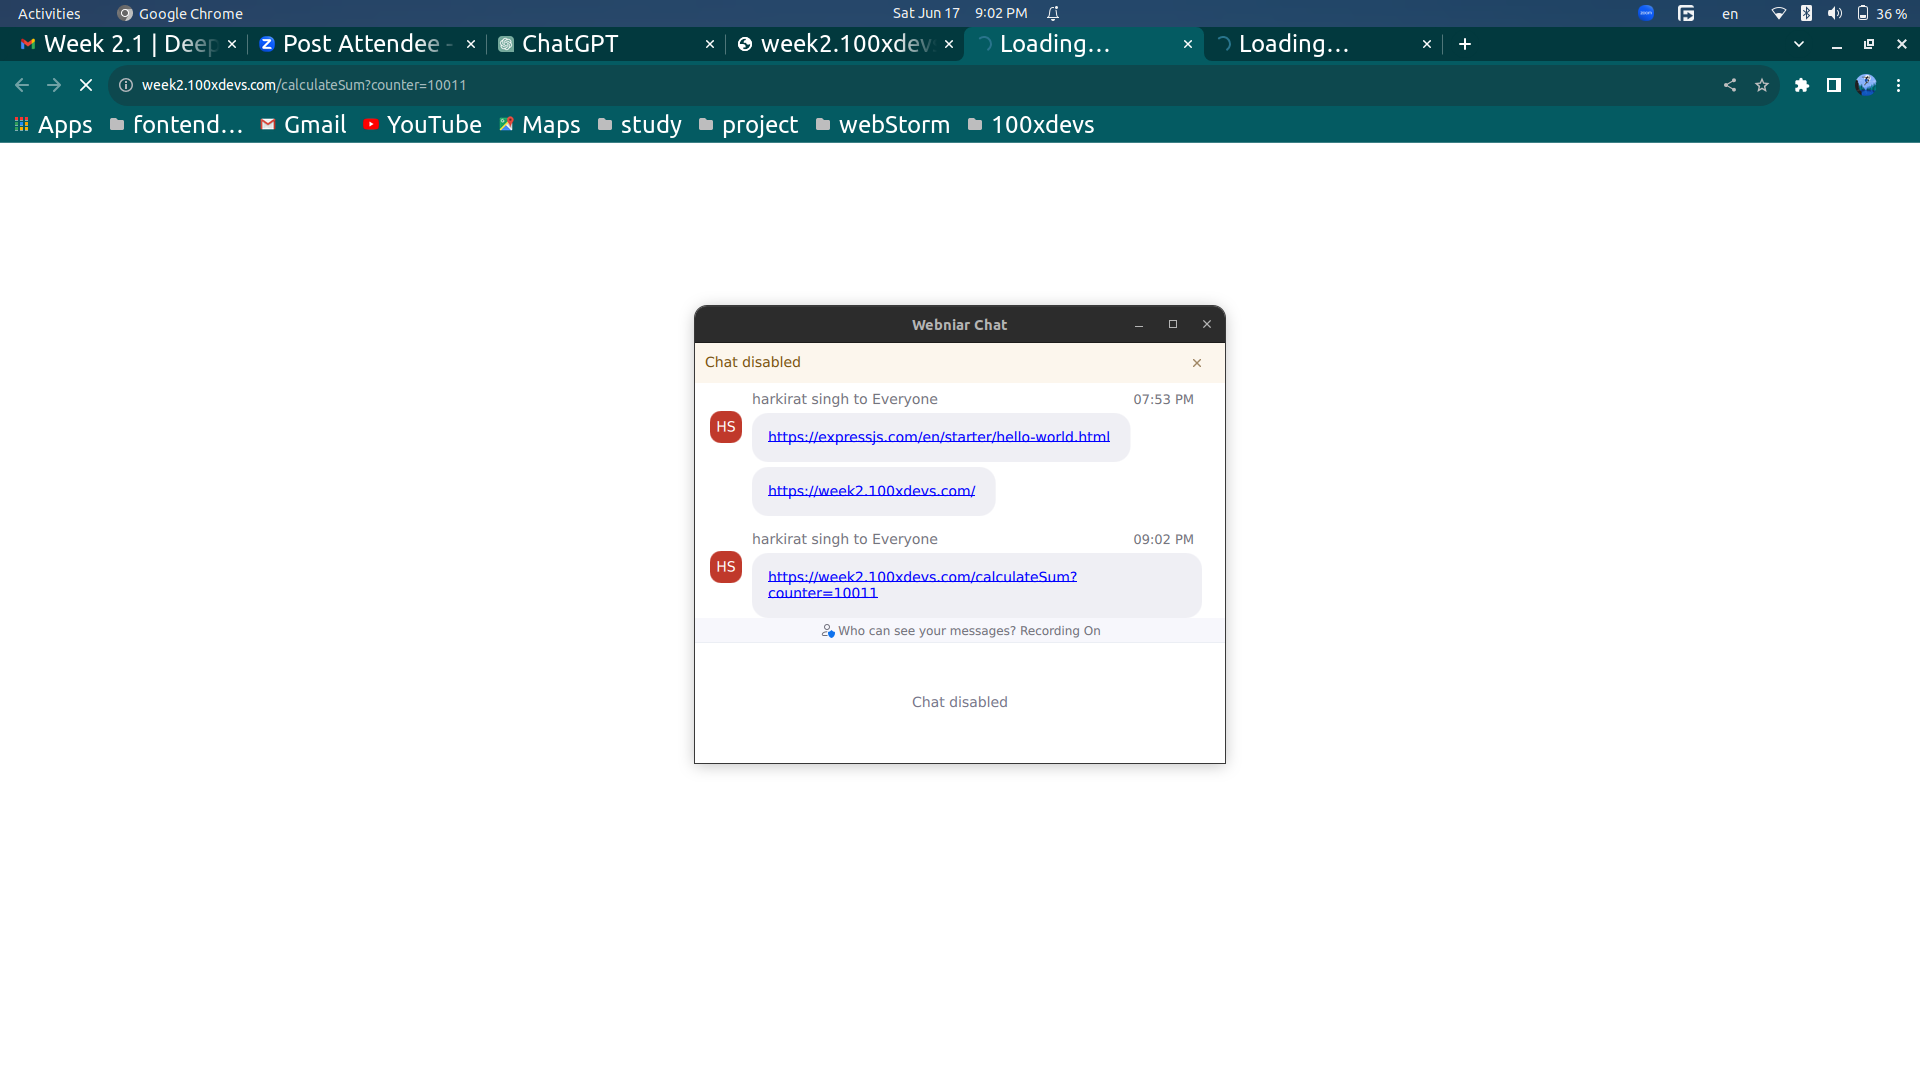 Activities Google Chrome Sat Jun 17 9:02 PM en 36 %
Week 2.1 | Deep Post Attendee - ChatGPT week2.100xdevs Loading... Loading...
week2.100xdevs.com/calculateSum?counter=10011
Apps fontend... Gmail YouTube Maps study project webStorm 100xdevs
Webniar Chat
Chat disabled
harkirat singh to Everyone 07:53 PM
HS
https://expressjs.com/en/starter/hello-world.html
https://week2.100xdevs.com/
harkirat singh to Everyone 09:02 PM
HS
https://week2.100xdevs.com/calculateSum?
counter=10011
Who can see your messages? Recording On
Chat disabled